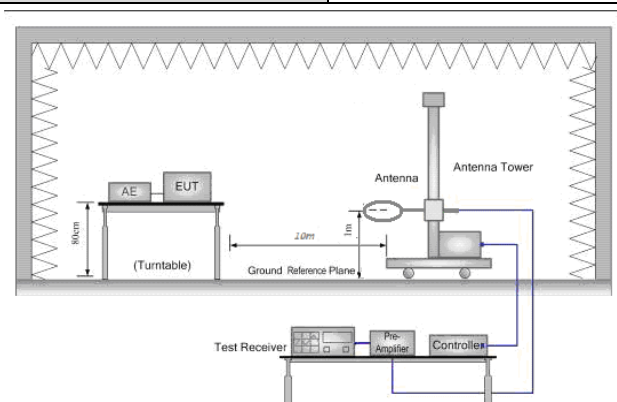 Antenna Tower
Antenna
AE
EUT
80cm
10m
1m
(Turntable)
Ground Reference Plane
Test Receiver
Pre-
Amplifier
Controller